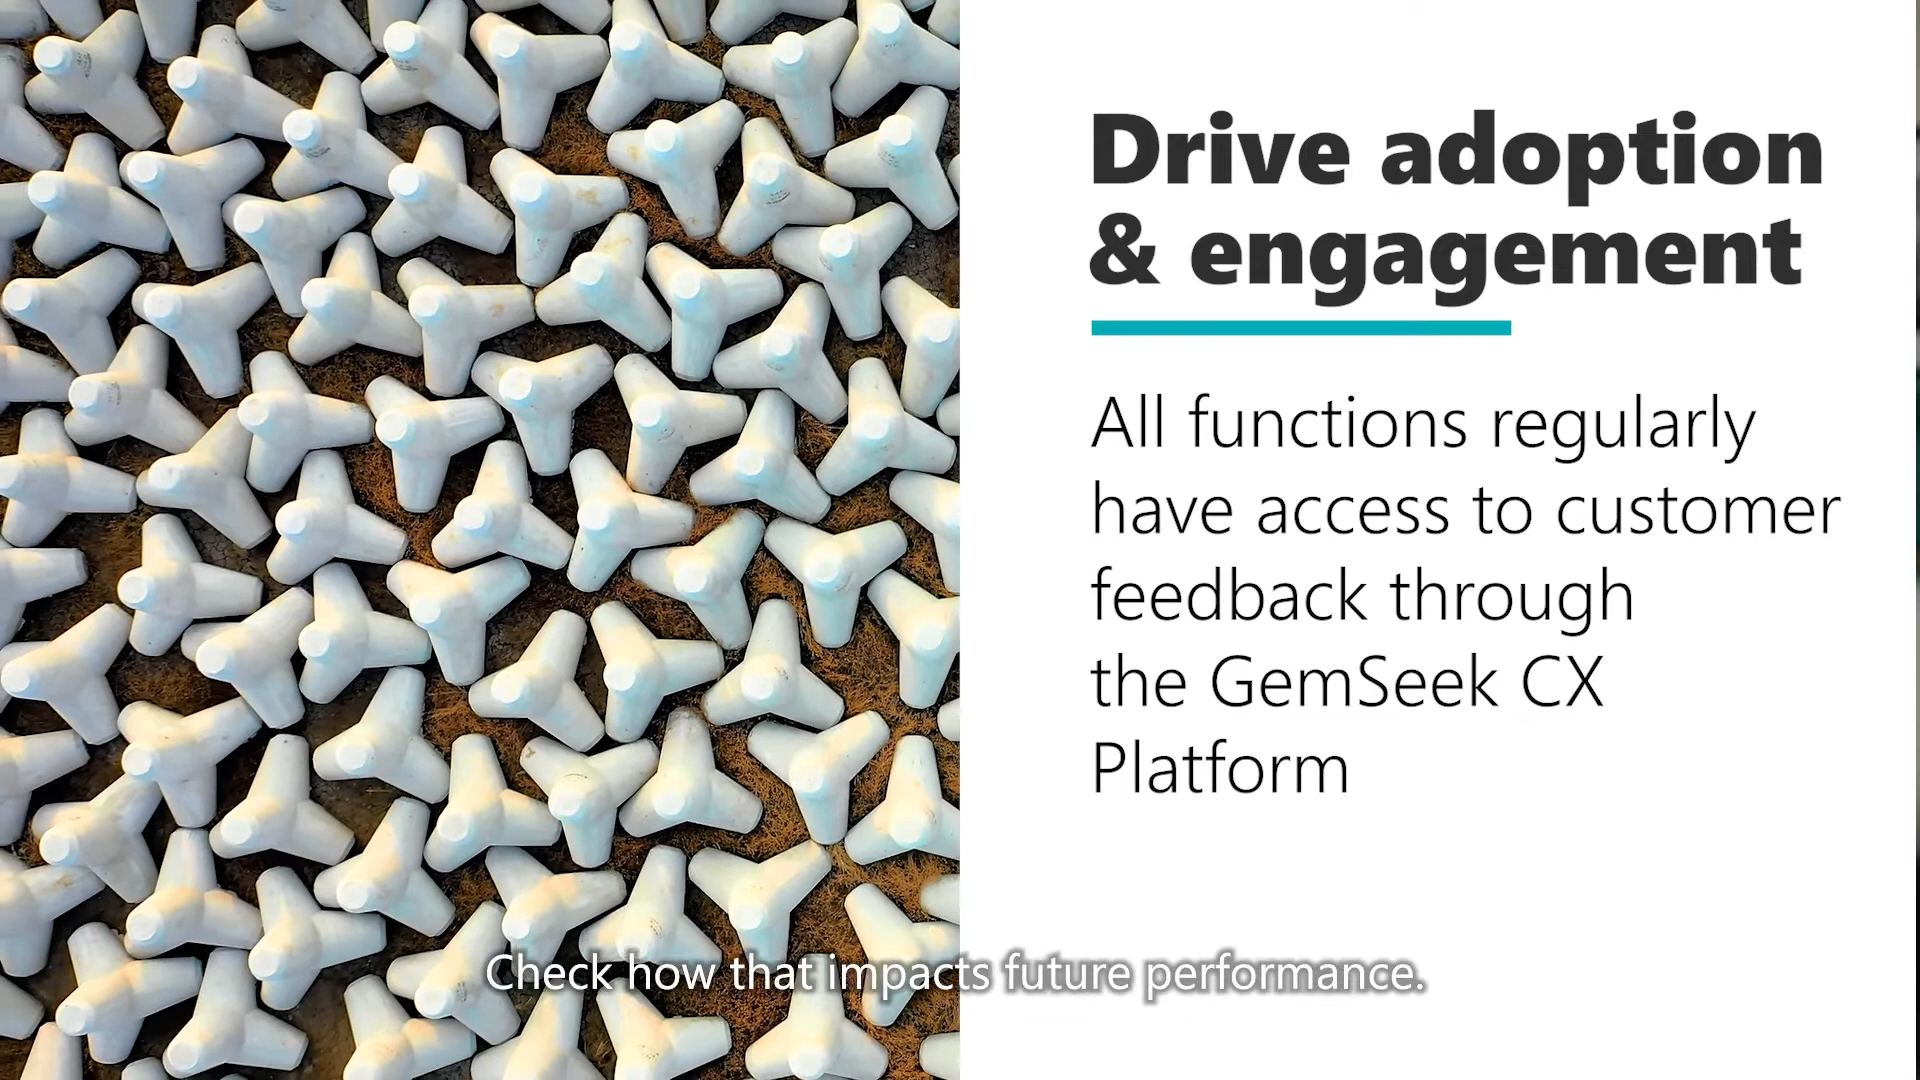 Drive adoption
& engagement
All functions regularly
have access to customer
feedback through
the GemSeek CX
Platform
Check how that impacts future performance.